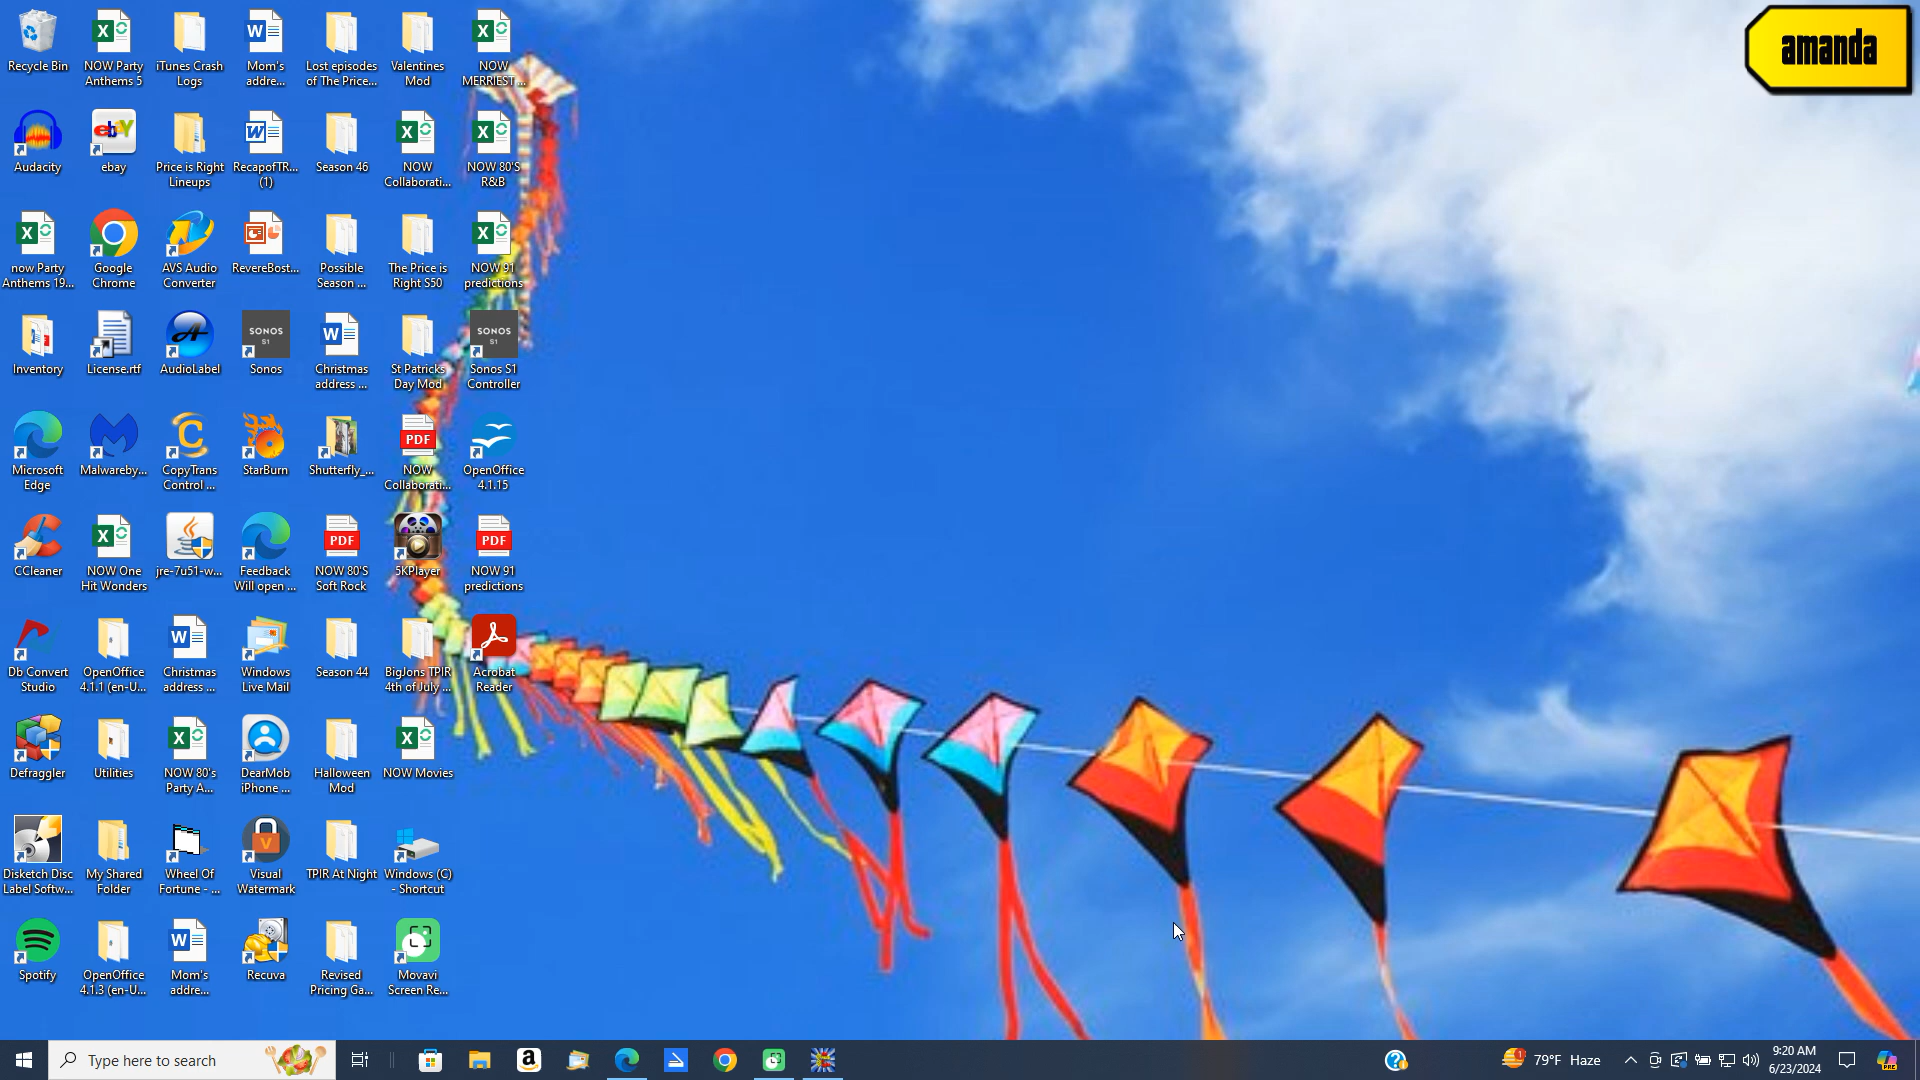 amanda
Recycle Bin
NOW Party
Anthems 5
iTunes Crash
Logs
Mom's
addre...
Lost episodes
of The Price...
Valentines
Mod
NOW
MERRIEST ...
Audacity
ebay
Price is Right
Lineups
RecapofTR...
(1)
Season 46
NOW
Collaborati...
NOW 80'S
R&B
now Party
Anthems 19...
Google
Chrome
AVS Audio
Converter
RevereBost...
Possible
Season ...
The Price is
Right S50
NOW 91
predictions
SONOS
S1
SONOS
S1
Inventory
License.rtf
AudioLabel
Sonos
Christmas
address ...
St Patricks
Day Mod
Sonos S1
Controller
PDF
Microsoft
Edge
Malwareby...
CopyTrans
Control ...
StarBurn
Shutterfly_...
NOW
Collaborati...
OpenOffice
4.1.15
PDF
PDF
CCleaner
NOW One
Hit Wonders
jre-7u51-w...
Feedback
Will open ...
NOW 80'S
Soft Rock
5KPlayer
NOW 91
predictions
Db Convert
Studio
OpenOffice
4.1.1 (en-U...
Christmas
address ...
Windows
Live Mail
Season 44
BigJons TPIR
4th of July ...
Acrobat
Reader
Defraggler
Utilities
NOW 80's
Party A...
DearMob
iPhone ...
Halloween
Mod
NOW Movies
Disketch Disc
Label Softw...
My Shared
Folder
Wheel Of
Fortune - ...
Visual
Watermark
TPIR At Night
Windows (C)
- Shortcut
Spotify
OpenOffice
4.1.3 (en-U...
Mom's
addre...
Recuva
Revised
Pricing Ga...
Movavi
Screen Re...
Type here to search
79°F Haze
9:20 AM
6/23/2024